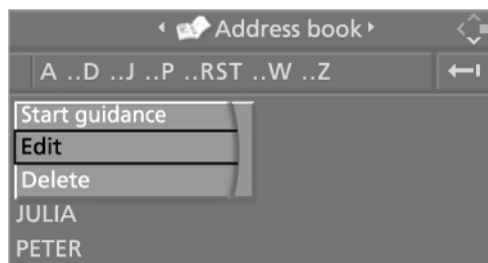 Address book
A ..D ..J ..P ..RST ..W ..Z
Start guidance
Edit
Delete
JULIA
PETER